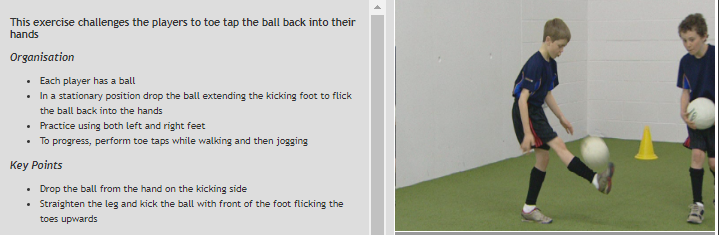 This exercise challenges the players to toe tap the ball back into their
hands
Organisation
• Each player has a ball
• In a stationary position drop the ball extending the kicking foot to flick
the ball back into the hands
• Practice using both left and right feet
• To progress, perform toe taps while walking and then jogging
Key Points
• Drop the ball from the hand on the kicking side
• Straighten the leg and kick the ball with front of the foot flicking the
toes upwards